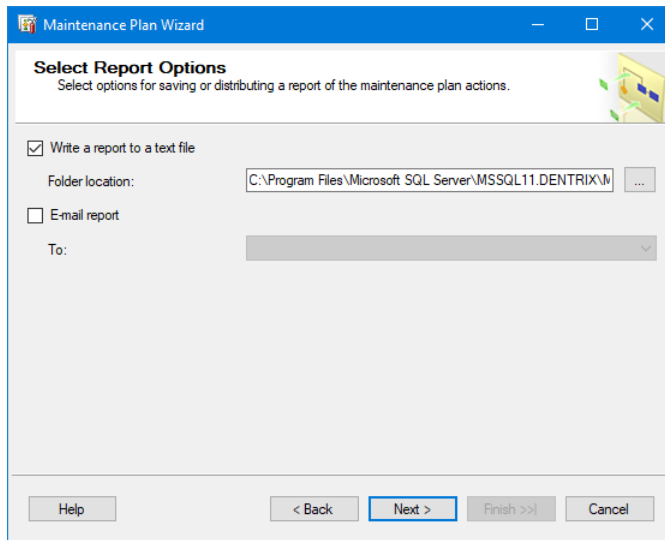 Maintenance Plan Wizard
Select Report Options
Select options for saving or distributing a report of the maintenance plan actions.
Write a report to a text file
Folder location: C:\Program Files\Microsoft SQL Server\MSSQL11.DENTRIX\M ...
E-mail report
To:
Help < Back Next > Finish >>| Cancel